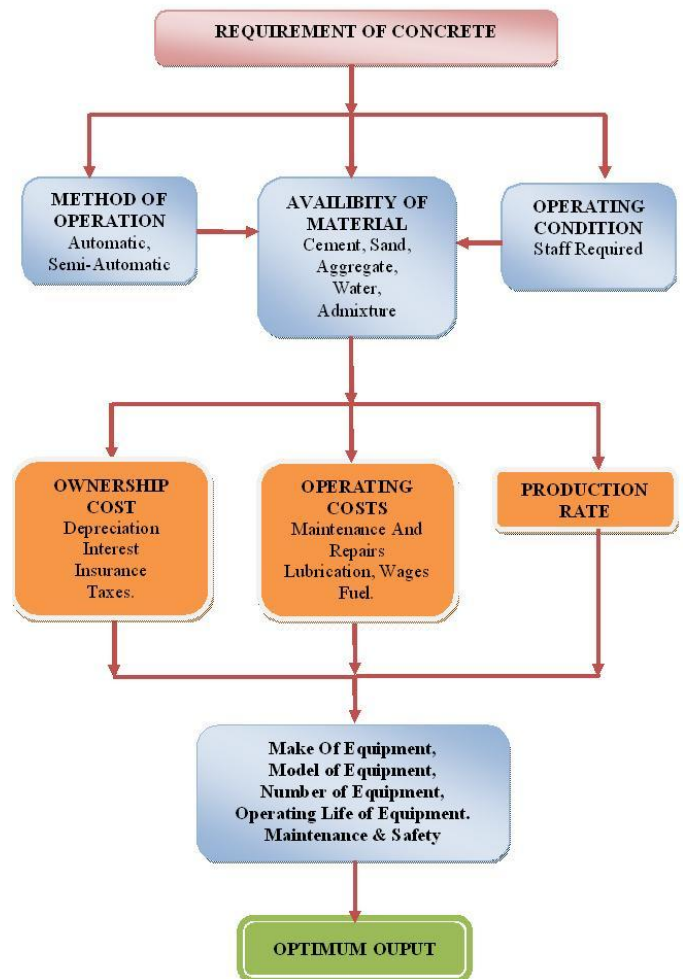 REQUIREMENT OF CONCRETE
METHOD OF
OPERATION
Automatic,
Semi-Automatic
AVAILIBITY OF
MATERIAL
Cement, Sand,
Aggregate,
Water,
Admixture
OPERATING
CONDITION
Staff Required
OWNERSHIP
COST
Depreciation
Interest
Insurance
Taxes.
OPERATING
COSTS
Maintenance And
Repairs
Lubrication, Wages
Fuel.
PRODUCTION
RATE
Make Of Equipment,
Model of Equipment,
Number of Equipment,
Operating Life of Equipment.
Maintenance & Safety
OPTIMUM OUPUT